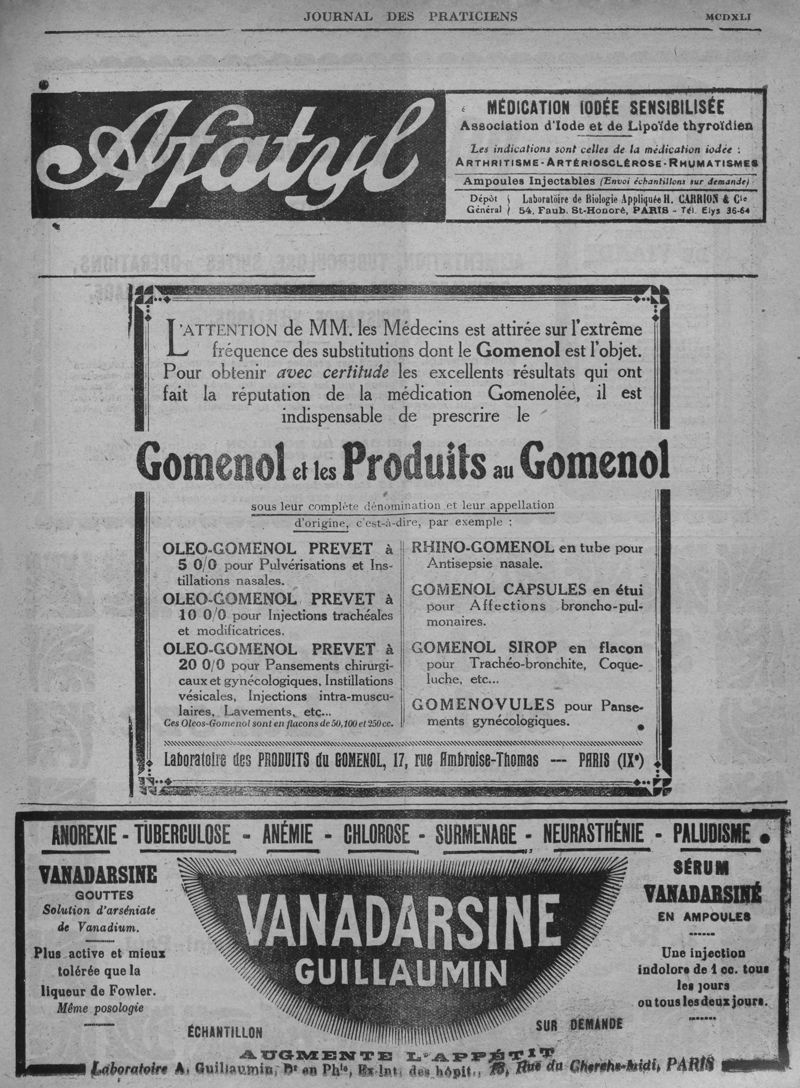 JOURNAL DES PRATICIENS
MCDXLI
Afatyl
MÉDICATION IODÉE SENSIBILISÉE
Association d'Iode et de Lipoïde thyroïdien
Les indications sont celles de la médication iodée :
ARTHRITISME - ARTÉRIOSCLÉROSE - RHUMATISMES
Ampoules Injectables (Envoi échantillons sur demande)
Dépôt Général
Laboratoire de Biologie Appliquée H. CARRION & Cie
54, Faub. St-Honoré, PARIS - Tél. Elys 36-64
L'ATTENTION de MM. les Médecins est attirée sur l'extrême
fréquence des substitutions dont le Gomenol est l'objet.
Pour obtenir avec certitude les excellents résultats qui ont
fait la réputation de la médication Gomenolée, il est
indispensable de prescrire le
Gomenol et les Produits au Gomenol
sous leur complète dénomination et leur appellation
d'origine, c'est-à-dire, par exemple :
OLEO-GOMENOL PREVET à
5 0/0 pour Pulvérisations et Ins-
tillations nasales.
OLEO-GOMENOL PREVET à
10 0/0 pour Injections trachéales
et modificatrices.
OLEO-GOMENOL PREVET à
20 0/0 pour Pansements chirurgi-
caux et gynécologiques, Instillations
vésicales, Injections intra-muscu-
laires, Lavements, etc...
Ces Oleos-Gomenol sont en flacons de 50, 100 et 250 cc.
RHINO-GOMENOL en tube pour
Antisepsie nasale.
GOMENOL CAPSULES en étui
pour Affections broncho-pul-
monaires.
GOMENOL SIROP en flacon
pour Trachéo-bronchite, Coque-
luche, etc...
GOMENOVULES pour Panse-
ments gynécologiques.
Laboratoire des PRODUITS du GOMENOL, 17, rue Ambroise-Thomas — PARIS (IXe)
ANOREXIE - TUBERCULOSE - ANÉMIE - CHLOROSE - SURMENAGE - NEURASTHÉNIE - PALUDISME
VANADARSINE
GOUTTES
Solution d'arséniate
de Vanadium.
Plus active et mieux
tolérée que la
liqueur de Fowler.
Même posologie
VANADARSINE
GUILLAUMIN
SÉRUM
VANADARSINÉ
EN AMPOULES
Une injection
indolore de 1 cc. tous
les jours
ou tous les deux jours.
ÉCHANTILLON
SUR DEMANDE
AUGMENTE L'APPÉTIT
Laboratoire A. Guillaumin, Dr en Phie, Ex Int. des hôpit., Rue du Cherche-Midi, PARIS